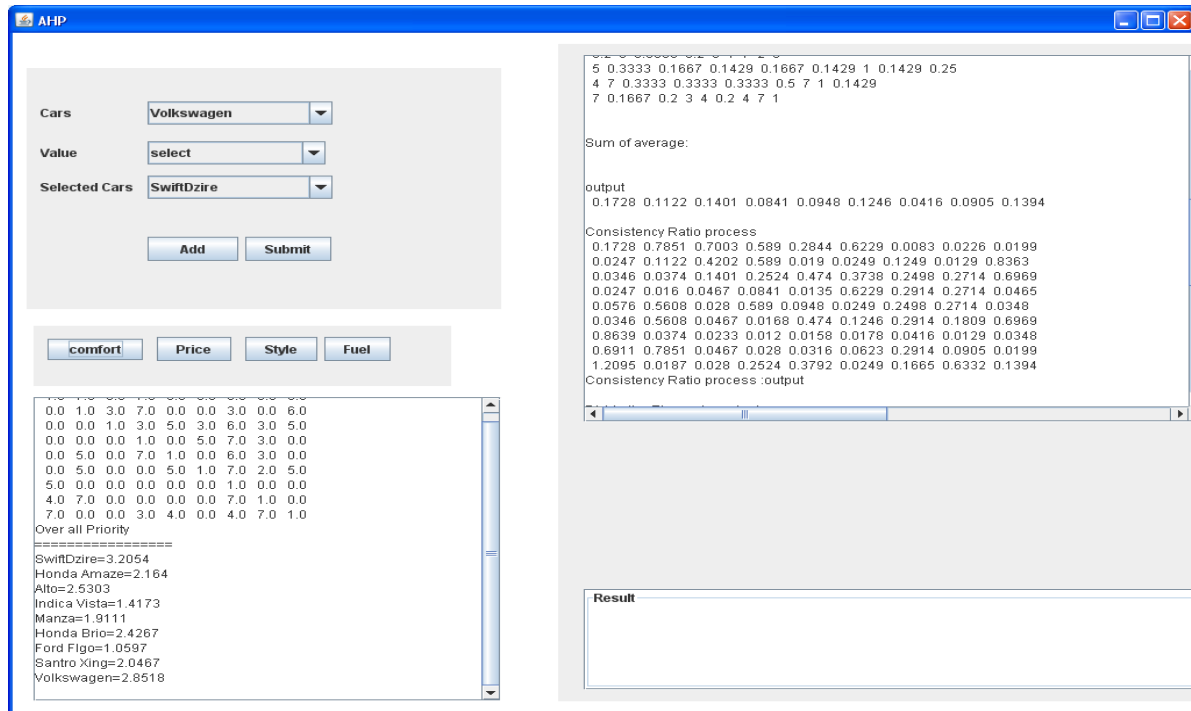 AHP
Cars
Volkswagen
Value
select
Selected Cars
SwiftDzire
Add
Submit
comfort
Price
Style
Fuel
0.0 1.0 3.0 7.0 0.0 0.0 3.0 0.0 6.0
0.0 0.0 1.0 3.0 5.0 3.0 6.0 3.0 5.0
0.0 0.0 0.0 1.0 0.0 5.0 7.0 3.0 0.0
0.0 5.0 0.0 7.0 1.0 0.0 6.0 3.0 0.0
0.0 5.0 0.0 0.0 5.0 1.0 7.0 2.0 5.0
5.0 0.0 0.0 0.0 0.0 0.0 1.0 0.0 0.0
4.0 7.0 0.0 0.0 0.0 0.0 7.0 1.0 0.0
7.0 0.0 0.0 3.0 4.0 0.0 4.0 7.0 1.0
Over all Priority
=================
SwiftDzire=3.2054
Honda Amaze=2.164
Alto=2.5303
Indica Vista=1.4173
Manza=1.9111
Honda Brio=2.4267
Ford FIgo=1.0597
Santro Xing=2.0467
Volkswagen=2.8518
5 0.3333 0.1667 0.1429 0.1667 0.1429 1 0.1429 0.25
4 7 0.3333 0.3333 0.3333 0.5 7 1 0.1429
7 0.1667 0.2 3 4 0.2 4 7 1
Sum of average:
output
0.1728 0.1122 0.1401 0.0841 0.0948 0.1246 0.0416 0.0905 0.1394
Consistency Ratio process
0.1728 0.7851 0.7003 0.589 0.2844 0.6229 0.0083 0.0226 0.0199
0.0247 0.1122 0.4202 0.589 0.019 0.0249 0.1249 0.0129 0.8363
0.0346 0.0374 0.1401 0.2524 0.474 0.3738 0.2498 0.2714 0.6969
0.0247 0.016 0.0467 0.0841 0.0135 0.6229 0.2914 0.2714 0.0465
0.0576 0.5608 0.028 0.589 0.0948 0.0249 0.2498 0.2714 0.0348
0.0346 0.5608 0.0467 0.0168 0.474 0.1246 0.2914 0.1809 0.6969
0.8639 0.0374 0.0233 0.012 0.0158 0.0178 0.0416 0.0129 0.0348
0.6911 0.7851 0.0467 0.028 0.0316 0.0623 0.2914 0.0905 0.0199
1.2095 0.0187 0.028 0.2524 0.3792 0.0249 0.1665 0.6332 0.1394
Consistency Ratio process :output
Result